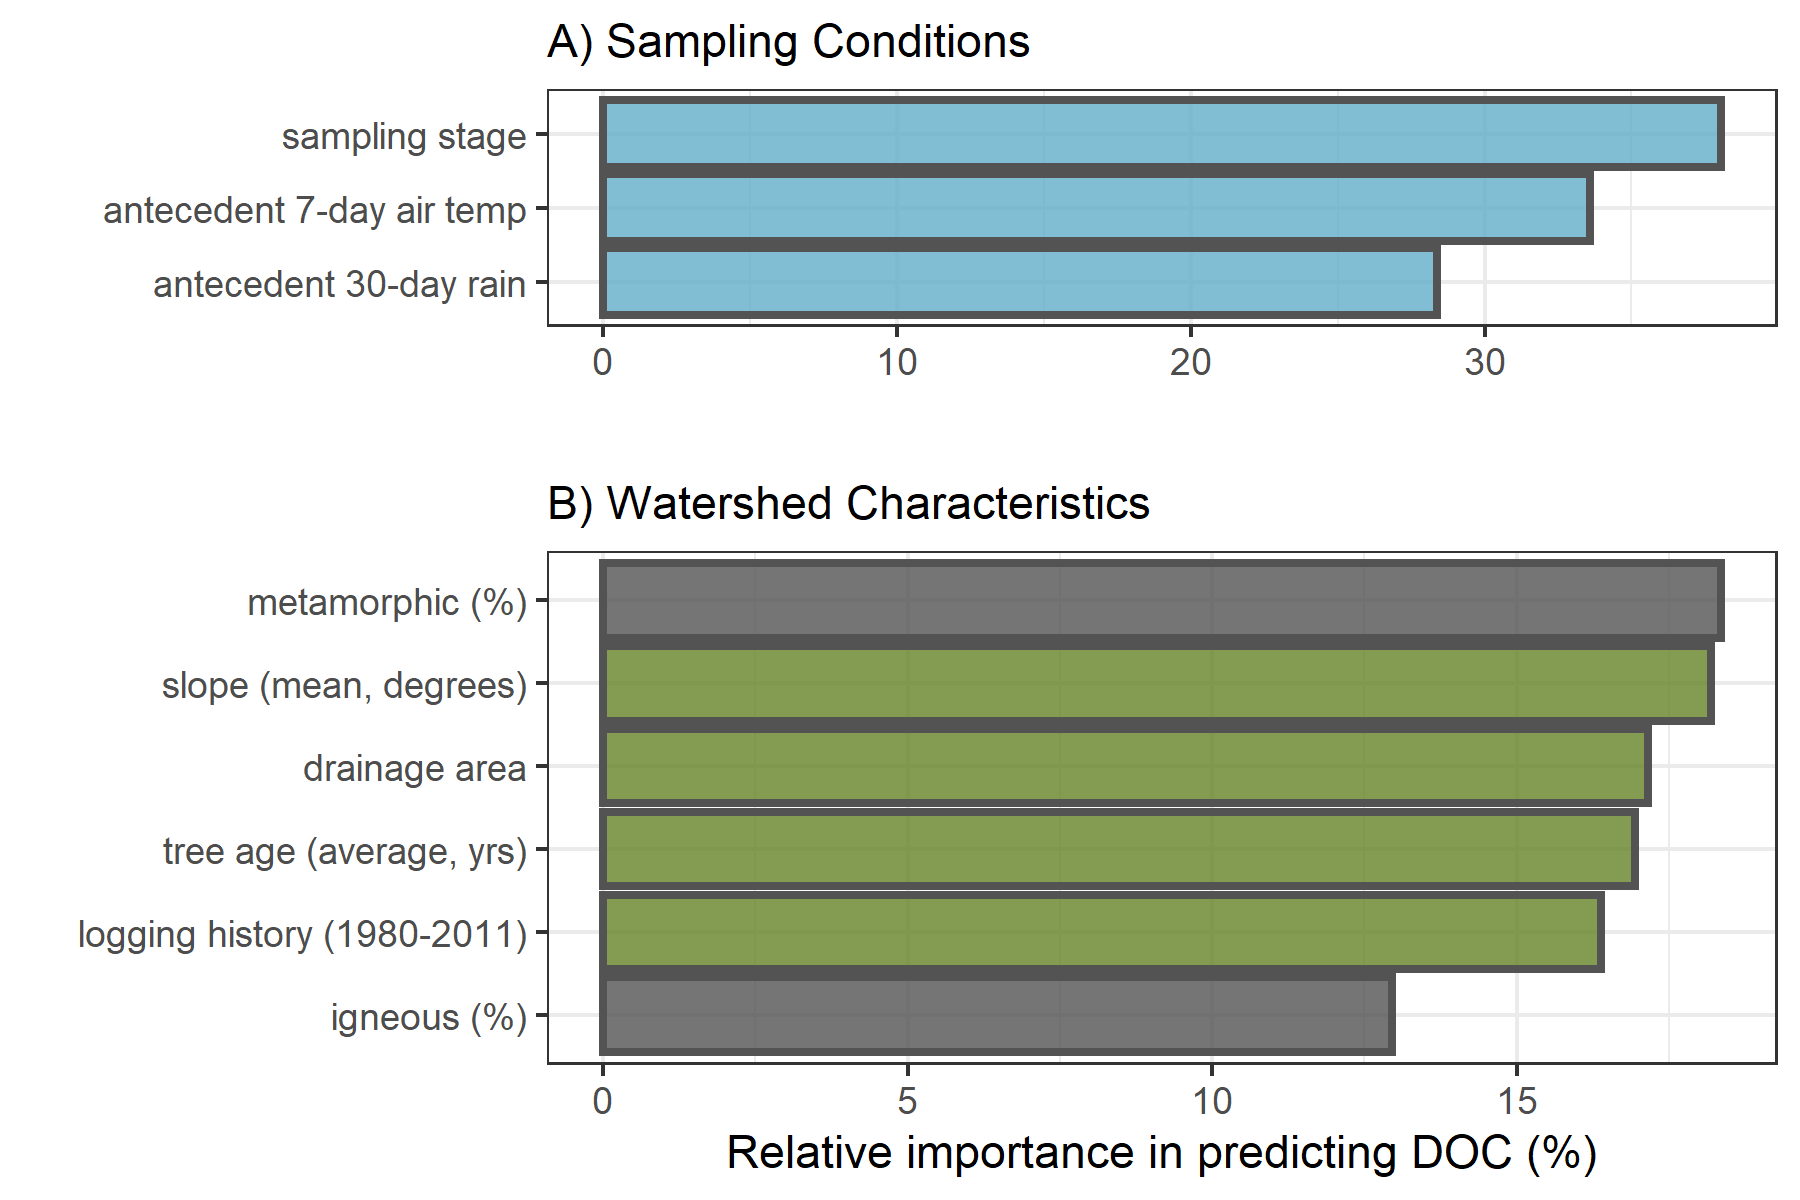 A) Sampling Conditions
sampling stage
antecedent 7-day air temp
antecedent 30-day rain
0 10 20 30
B) Watershed Characteristics
metamorphic (%)
slope (mean, degrees)
drainage area
tree age (average, yrs)
logging history (1980-2011)
igneous (%)
0 5 10 15
Relative importance in predicting DOC (%)